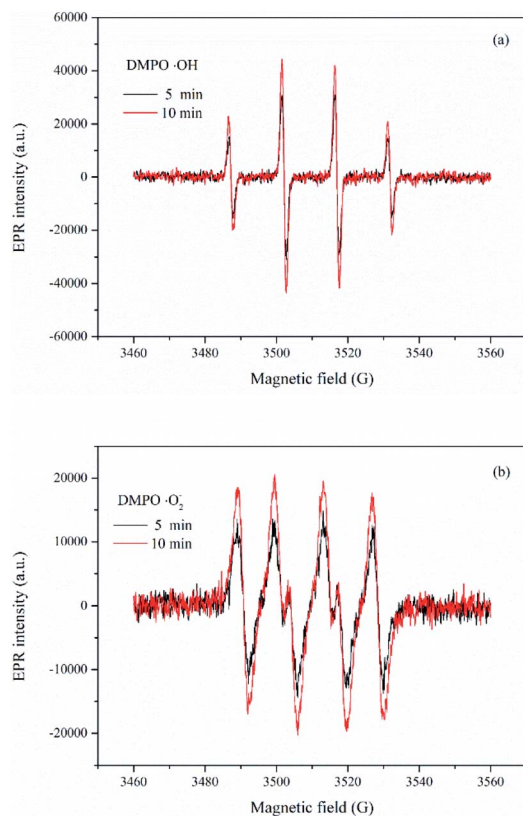 (a)
DMPO ·OH
5 min
10 min
60000
40000
20000
0
-20000
-40000
-60000
EPR intensity (a.u.)
3460 3480 3500 3520 3540 3560
Magnetic field (G)
(b)
DMPO ·O₂⁻
5 min
10 min
20000
10000
0
-10000
-20000
EPR intensity (a.u.)
3460 3480 3500 3520 3540 3560
Magnetic field (G)